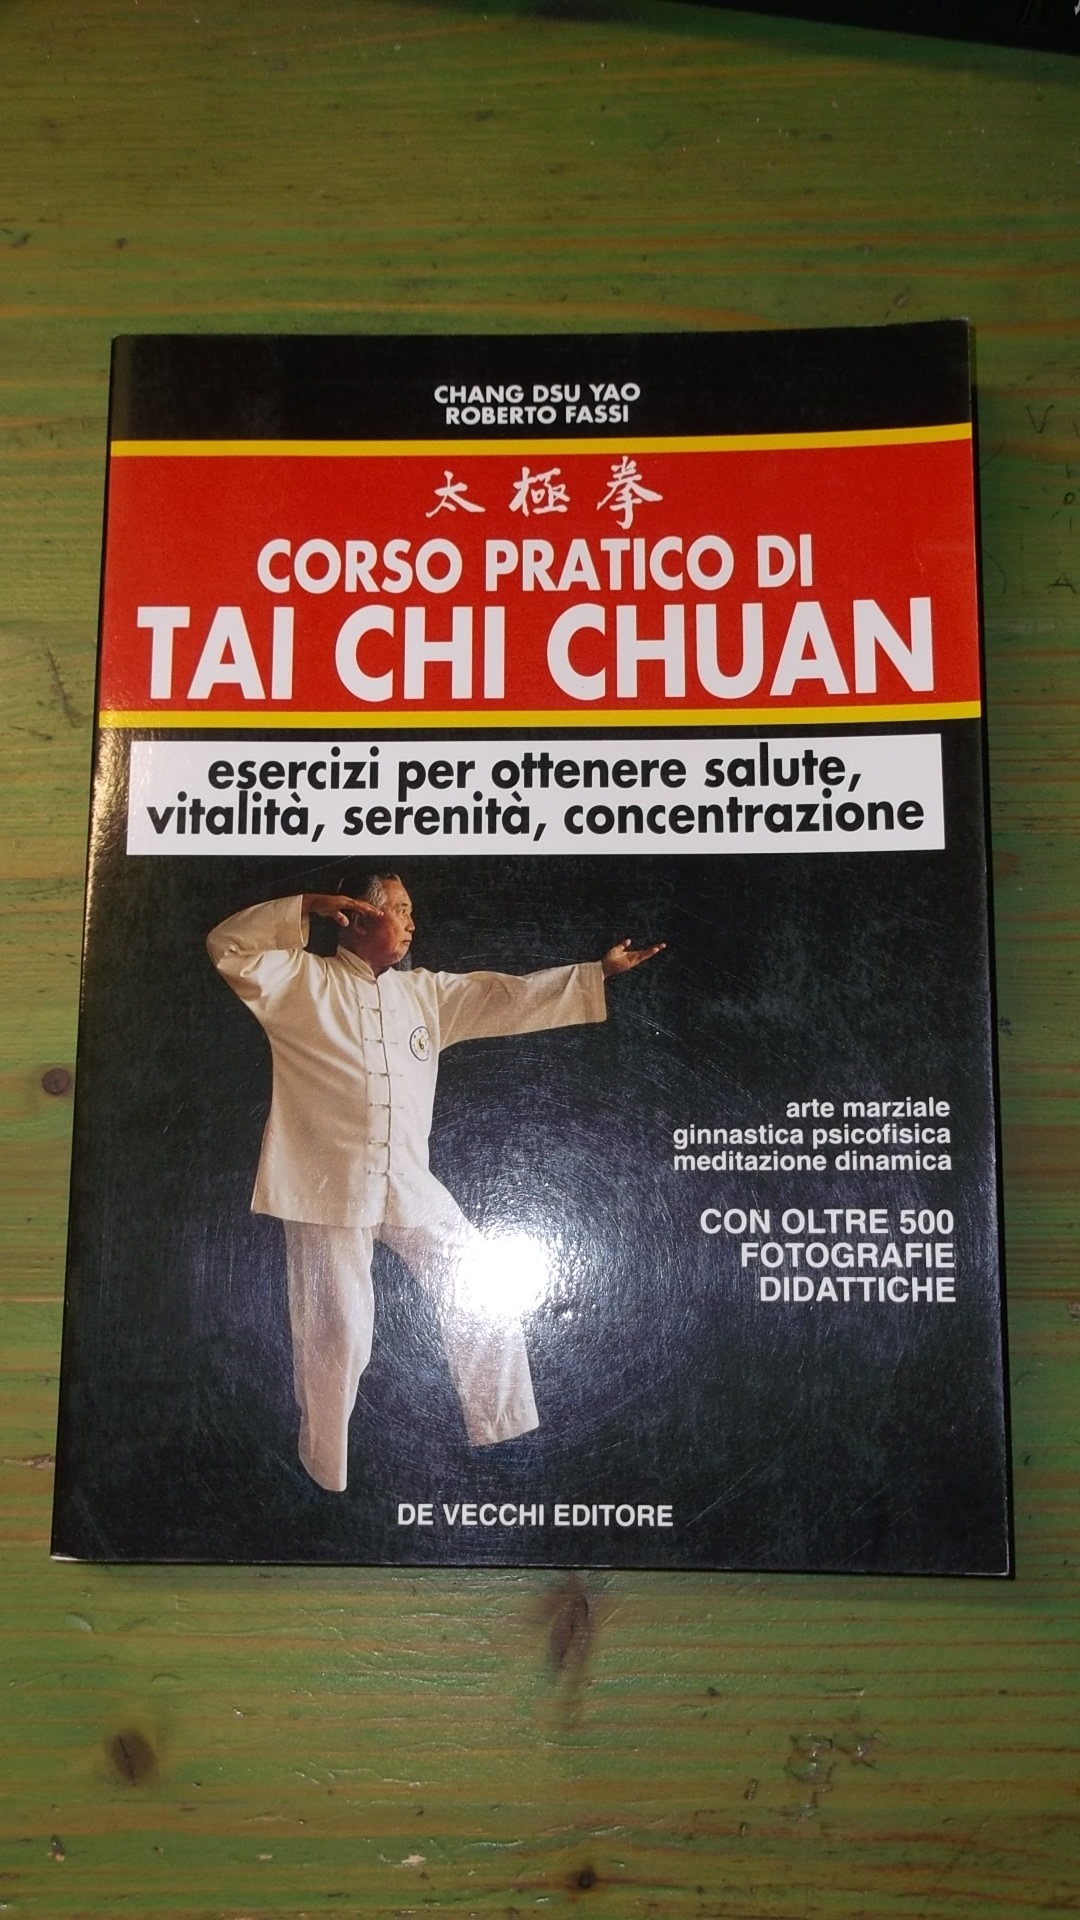 CHANG DSU YAO
ROBERTO FASSI
太極拳
CORSO PRATICO DI
TAI CHI CHUAN
esercizi per ottenere salute,
vitalità, serenità, concentrazione
arte marziale
ginnastica psicofisica
meditazione dinamica
CON OLTRE 500
FOTOGRAFIE
DIDATTICHE
DE VECCHI EDITORE